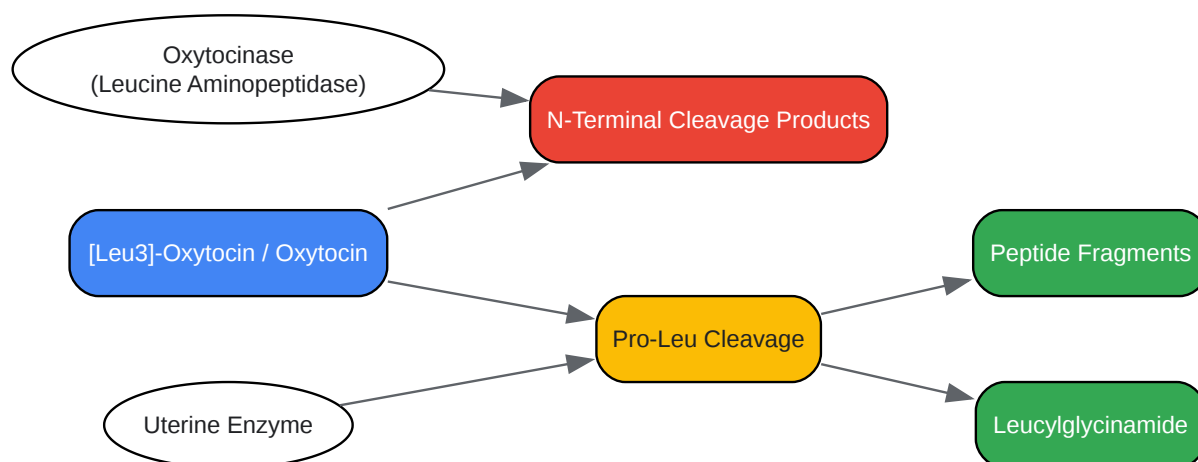 Oxytocinase
(Leucine Aminopeptidase)
N-Terminal Cleavage Products
[Leu3]-Oxytocin / Oxytocin
Peptide Fragments
Pro-Leu Cleavage
Uterine Enzyme
Leucylglycinamide